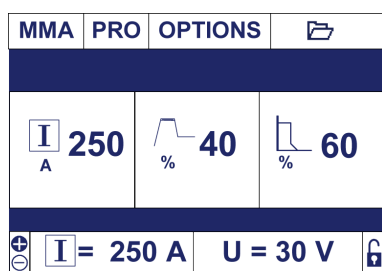 MMA PRO OPTIONS
I A 250 % 40 % 60
I = 250 A U = 30 V